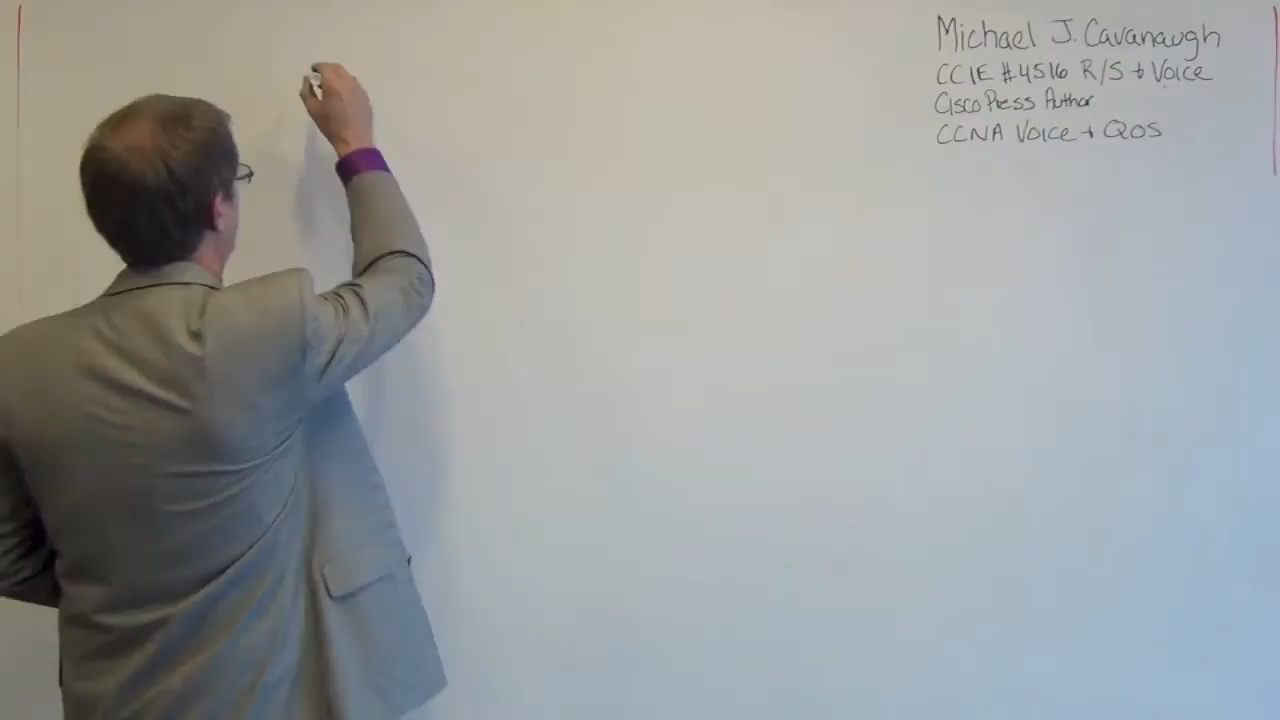 Michael J. Cavanaugh
CCIE #4516 R/S + Voice
Cisco Press Author
CCNA Voice + QOS